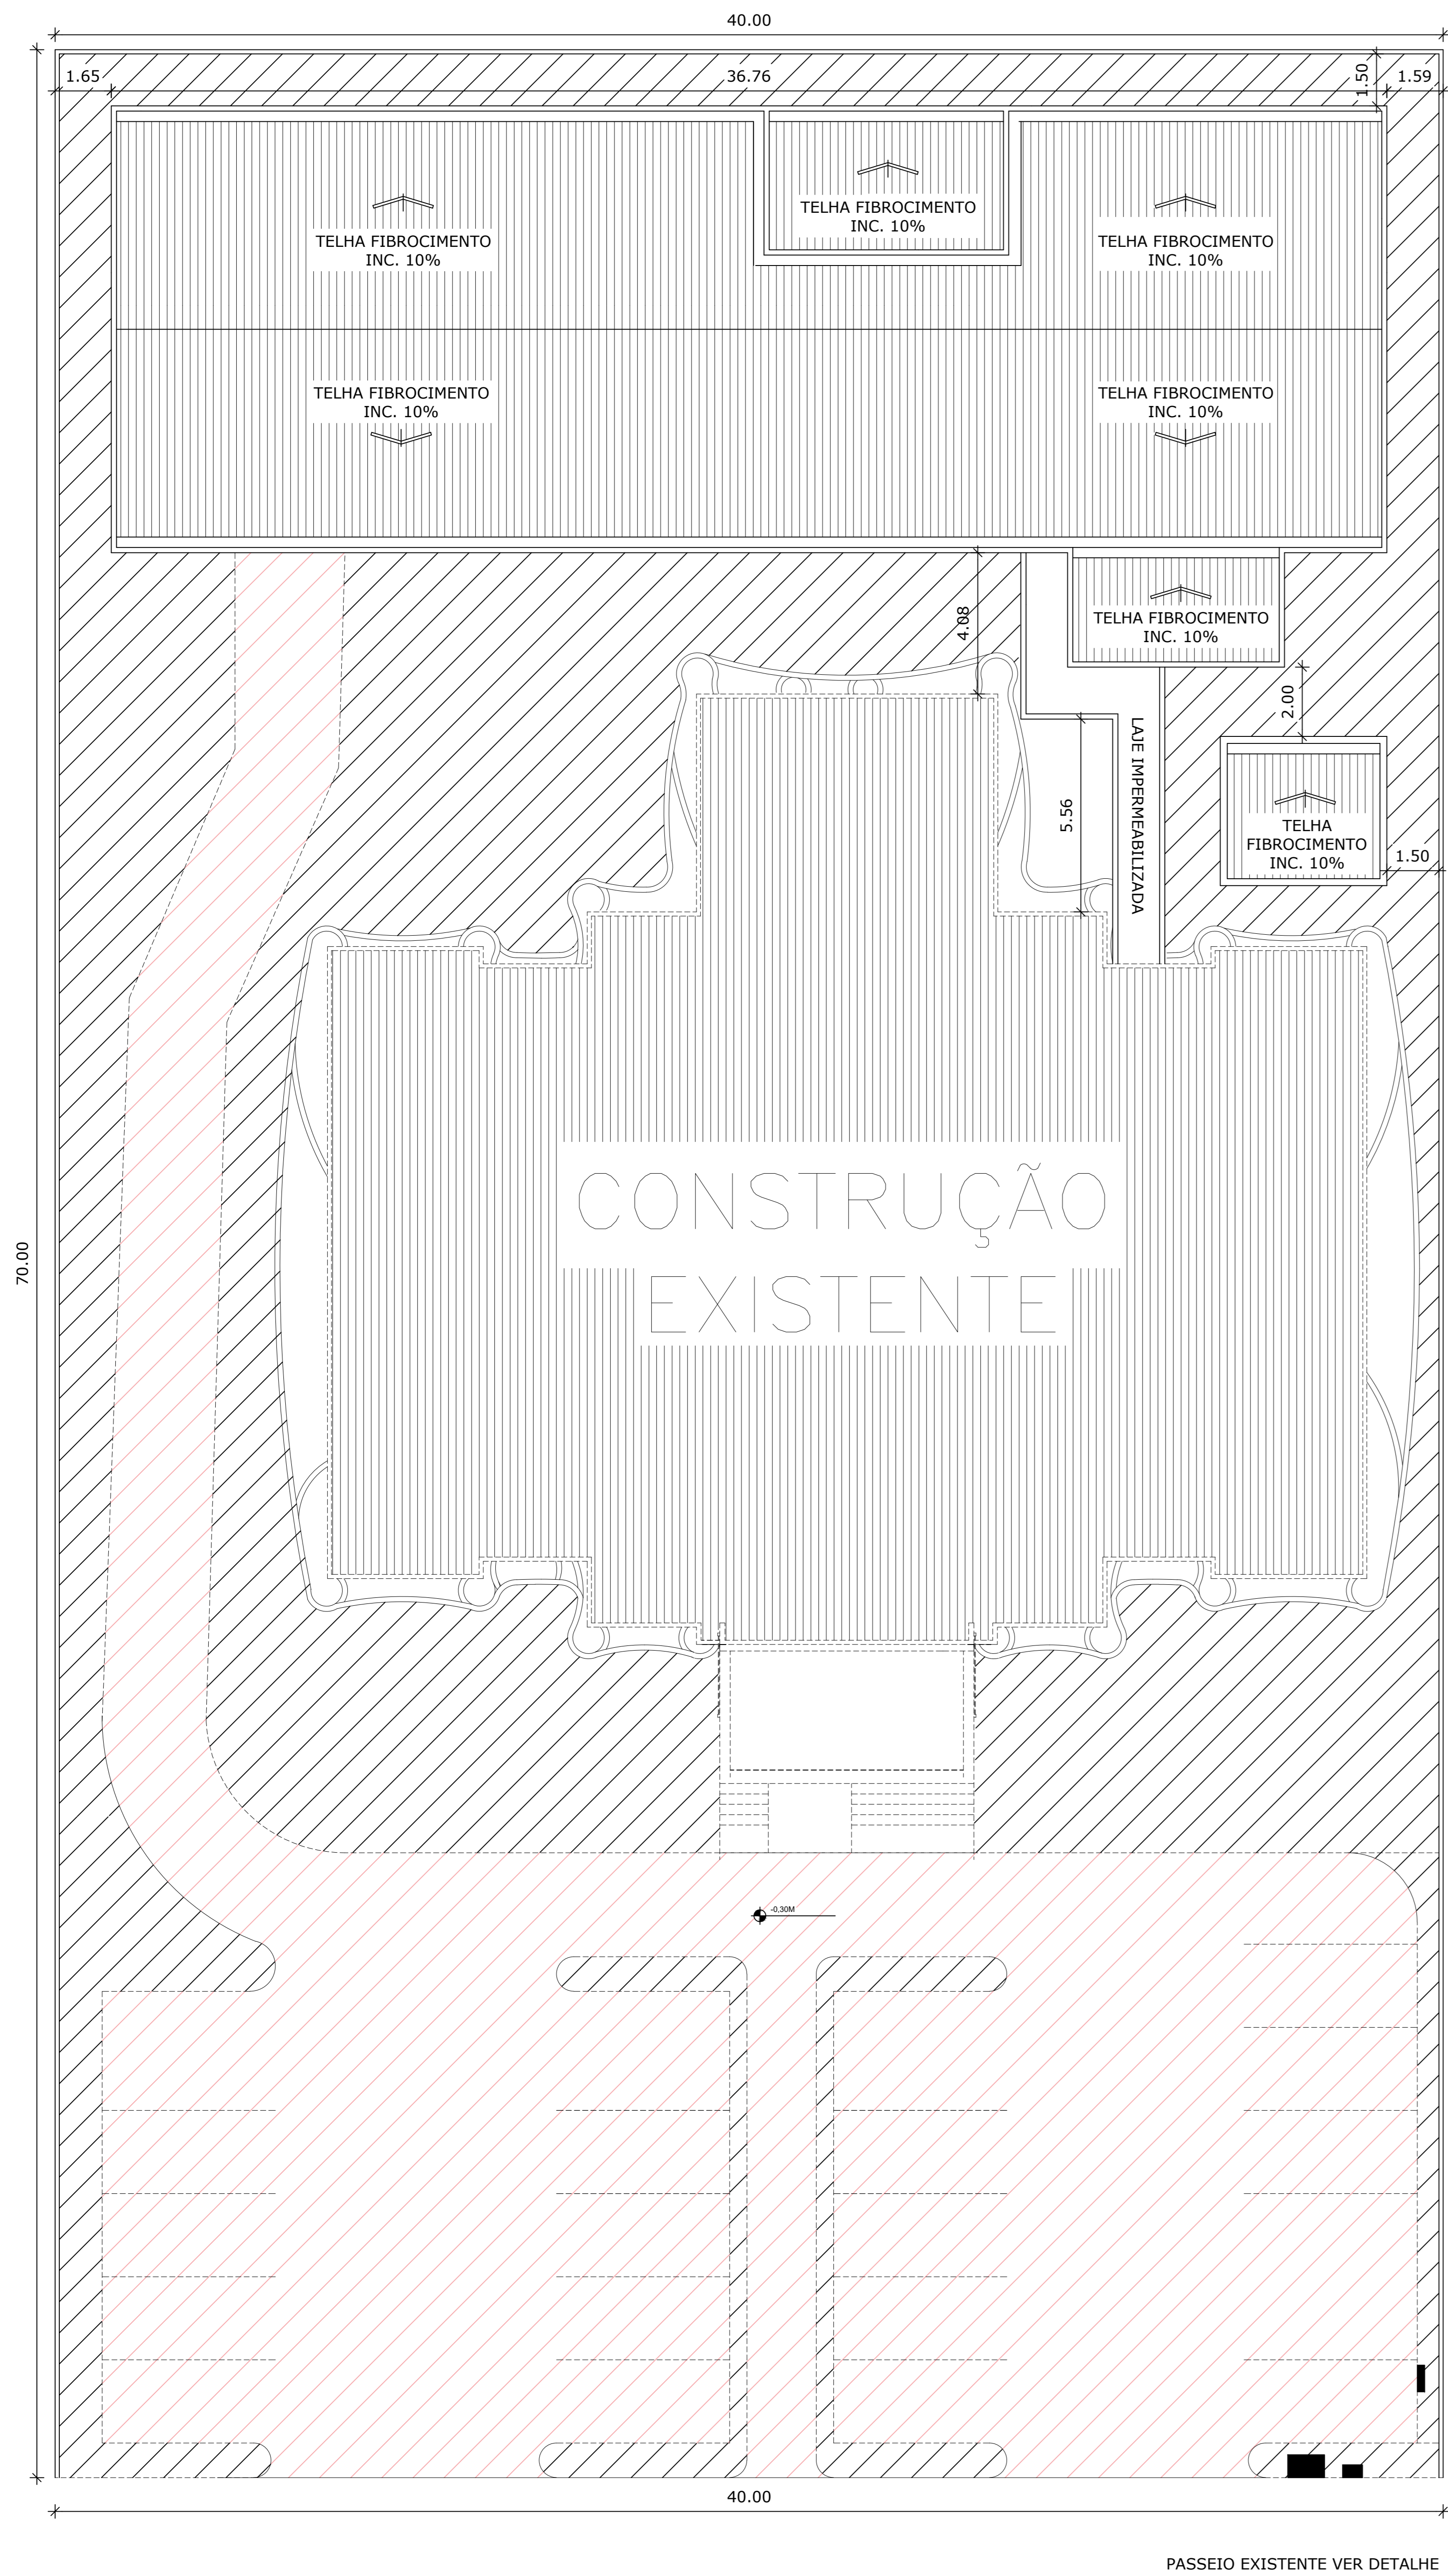 40.00
1.65
36.76
1.50
1.59
TELHA FIBROCIMENTO
INC. 10%
TELHA FIBROCIMENTO
INC. 10%
TELHA FIBROCIMENTO
INC. 10%
TELHA FIBROCIMENTO
INC. 10%
TELHA FIBROCIMENTO
INC. 10%
4.08
TELHA FIBROCIMENTO
INC. 10%
2.00
LAJE IMPERMEABILIZADA
5.56
TELHA
FIBROCIMENTO
INC. 10%
1.50
CONSTRUÇÃO
EXISTENTE
70.00
-0,30M
40.00
PASSEIO EXISTENTE VER DETALHE